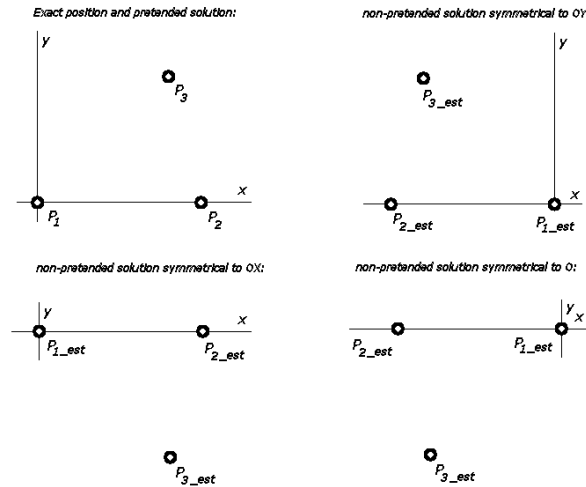 Exact position and pretended solution:
y
P3
x
P1
P2
non-pretended solution symmetrical to OY
y
P3_est
x
P2_est
P1_est
non-pretended solution symmetrical to OX:
y
x
P1_est
P2_est
P3_est
non-pretended solution symmetrical to O:
y
x
P2_est
P1_est
P3_est